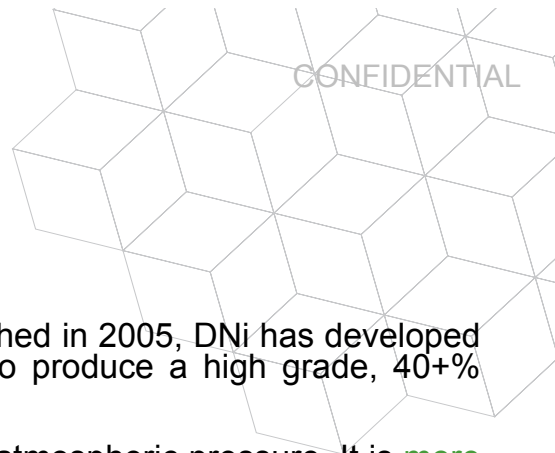 CONFIDENTIAL
hed in 2005, DNi has developed
o produce a high grade, 40+%
atmospheric pressure. It is more